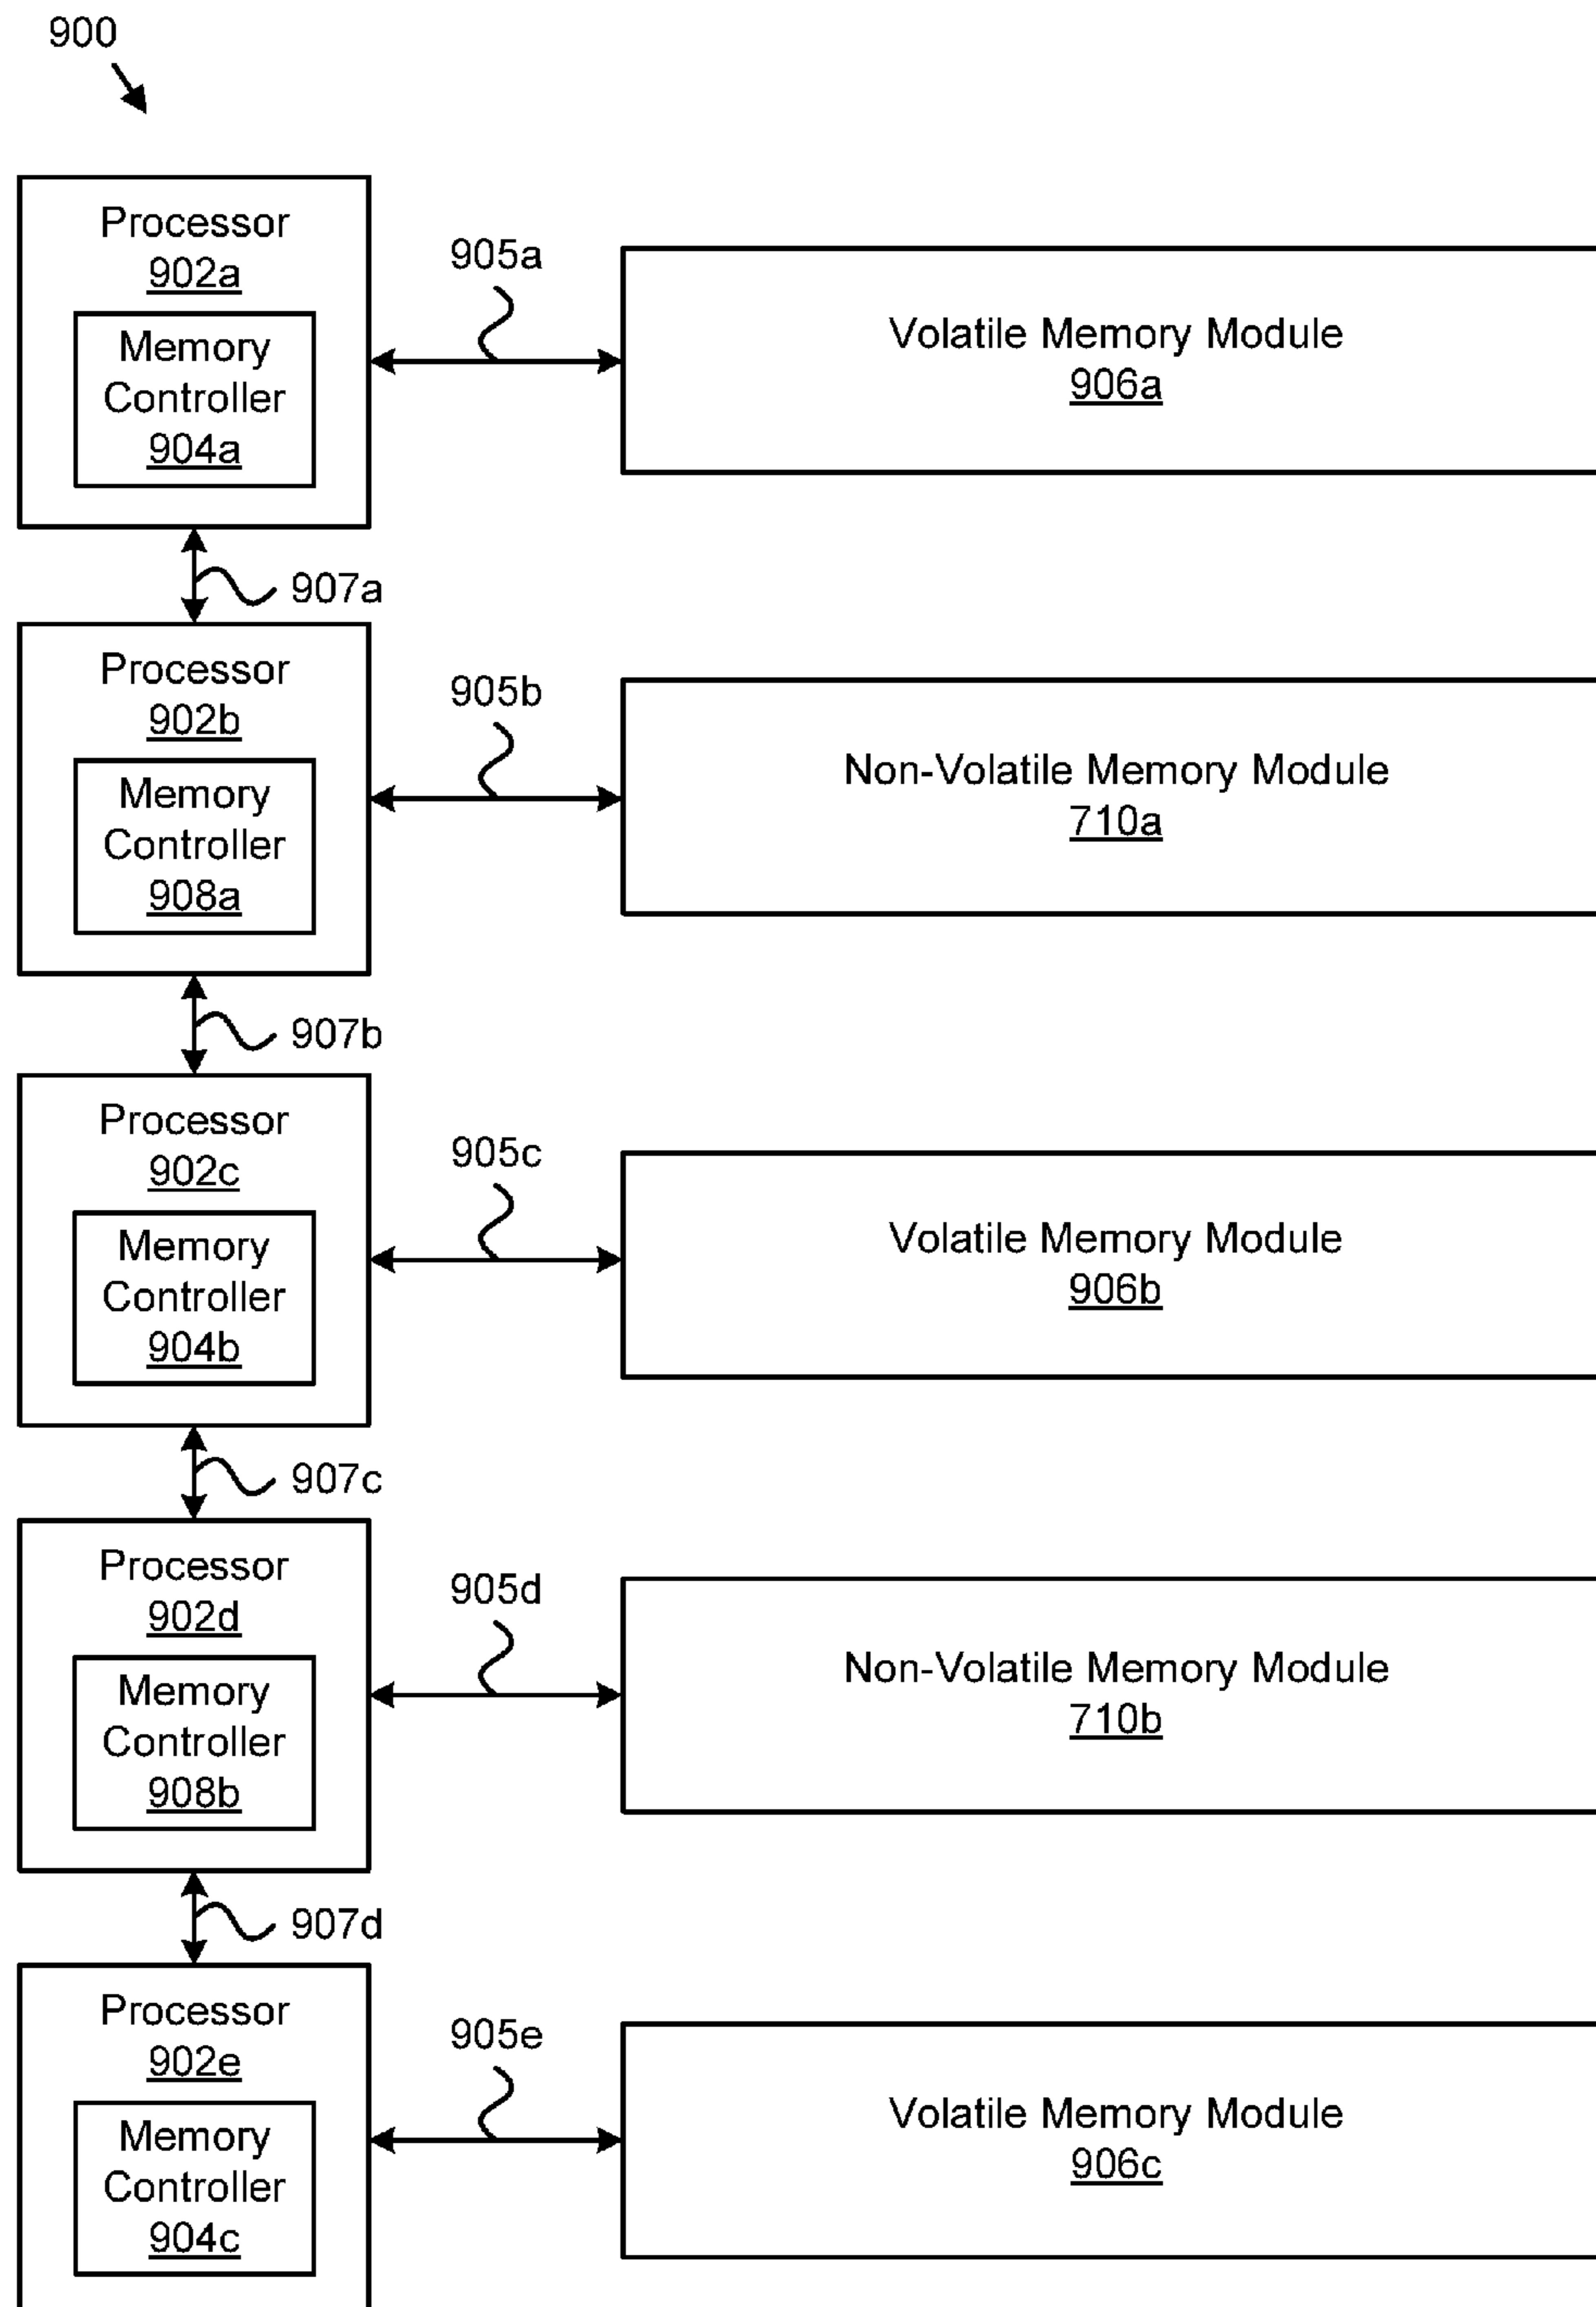 900
Processor
902a
Memory
Controller
904a
905a
Volatile Memory Module
906a
907a
Processor
902b
Memory
Controller
908a
905b
Non-Volatile Memory Module
710a
907b
Processor
902c
Memory
Controller
904b
905c
Volatile Memory Module
906b
907c
Processor
902d
Memory
Controller
908b
905d
Non-Volatile Memory Module
710b
907d
Processor
902e
Memory
Controller
904c
905e
Volatile Memory Module
906c